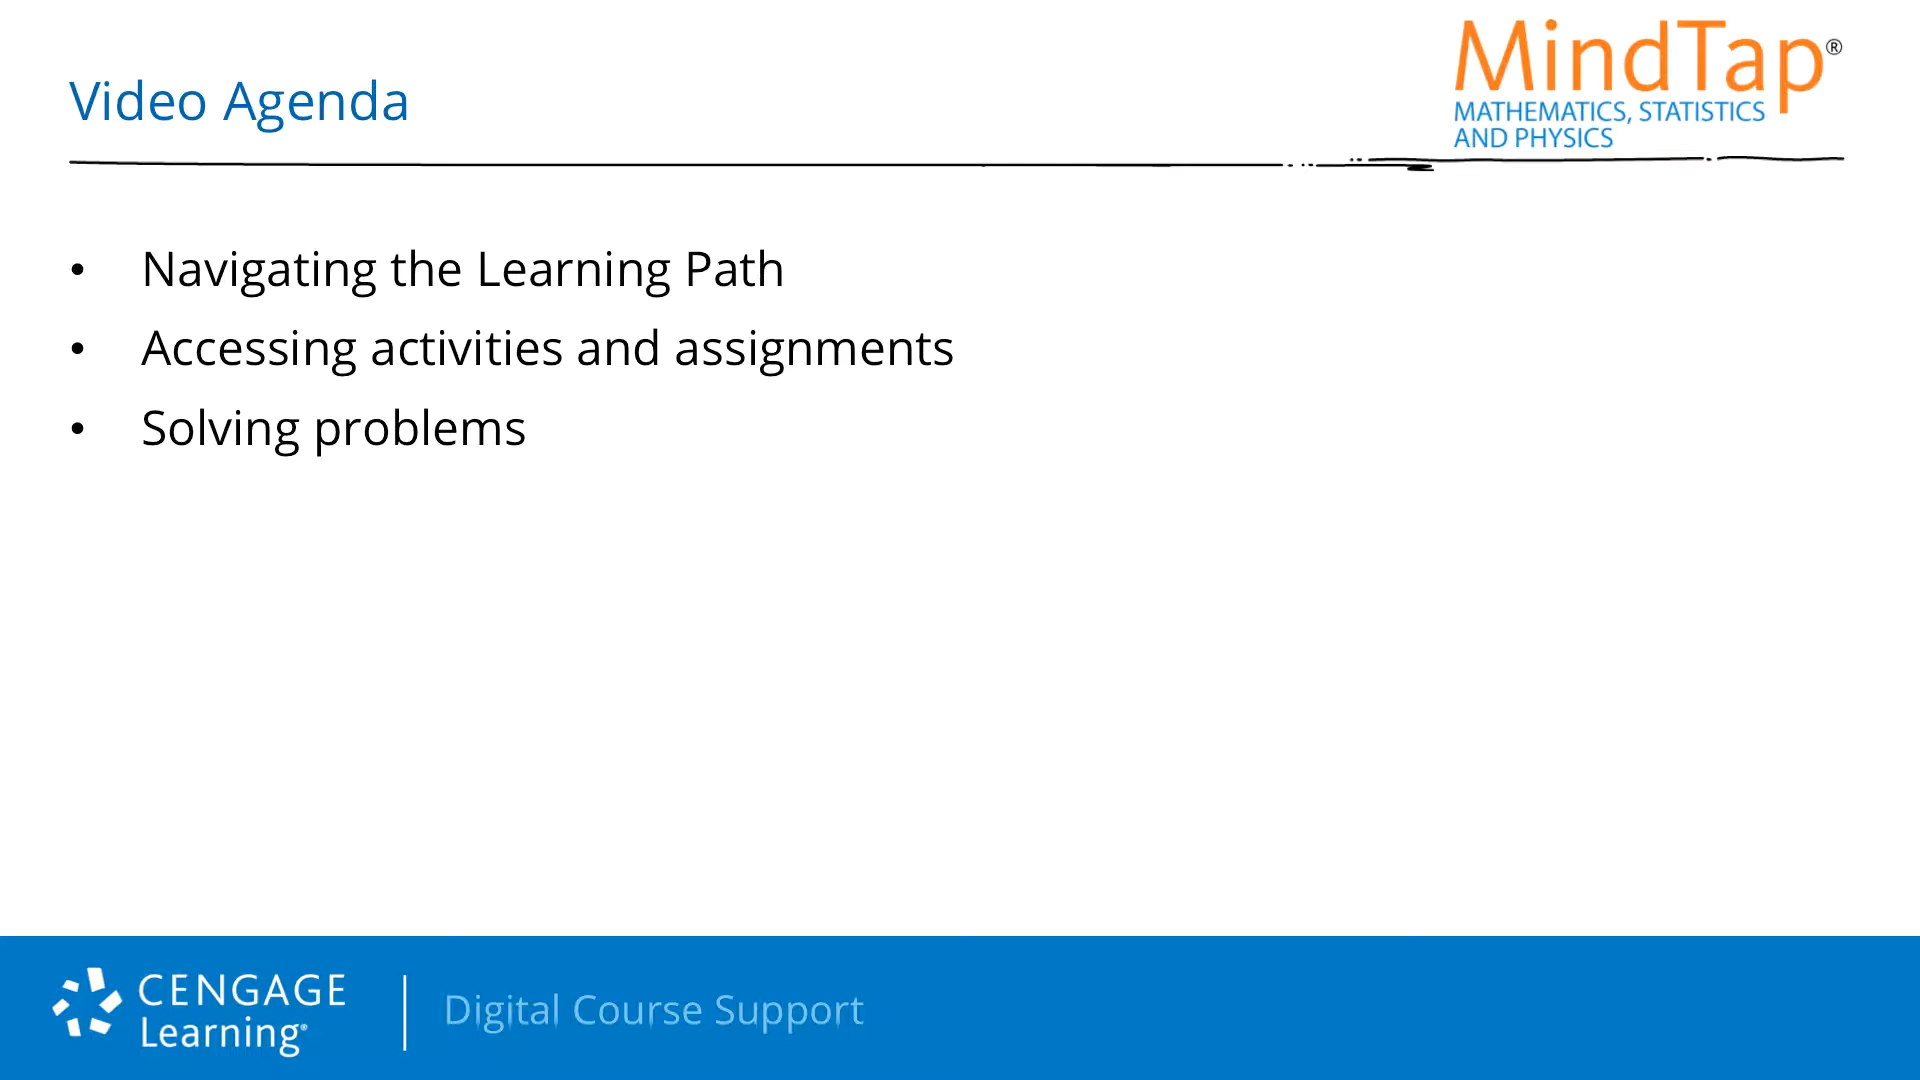 Video Agenda
MindTap®
MATHEMATICS, STATISTICS
AND PHYSICS
• Navigating the Learning Path
• Accessing activities and assignments
• Solving problems
CENGAGE
Learning®
Digital Course Support